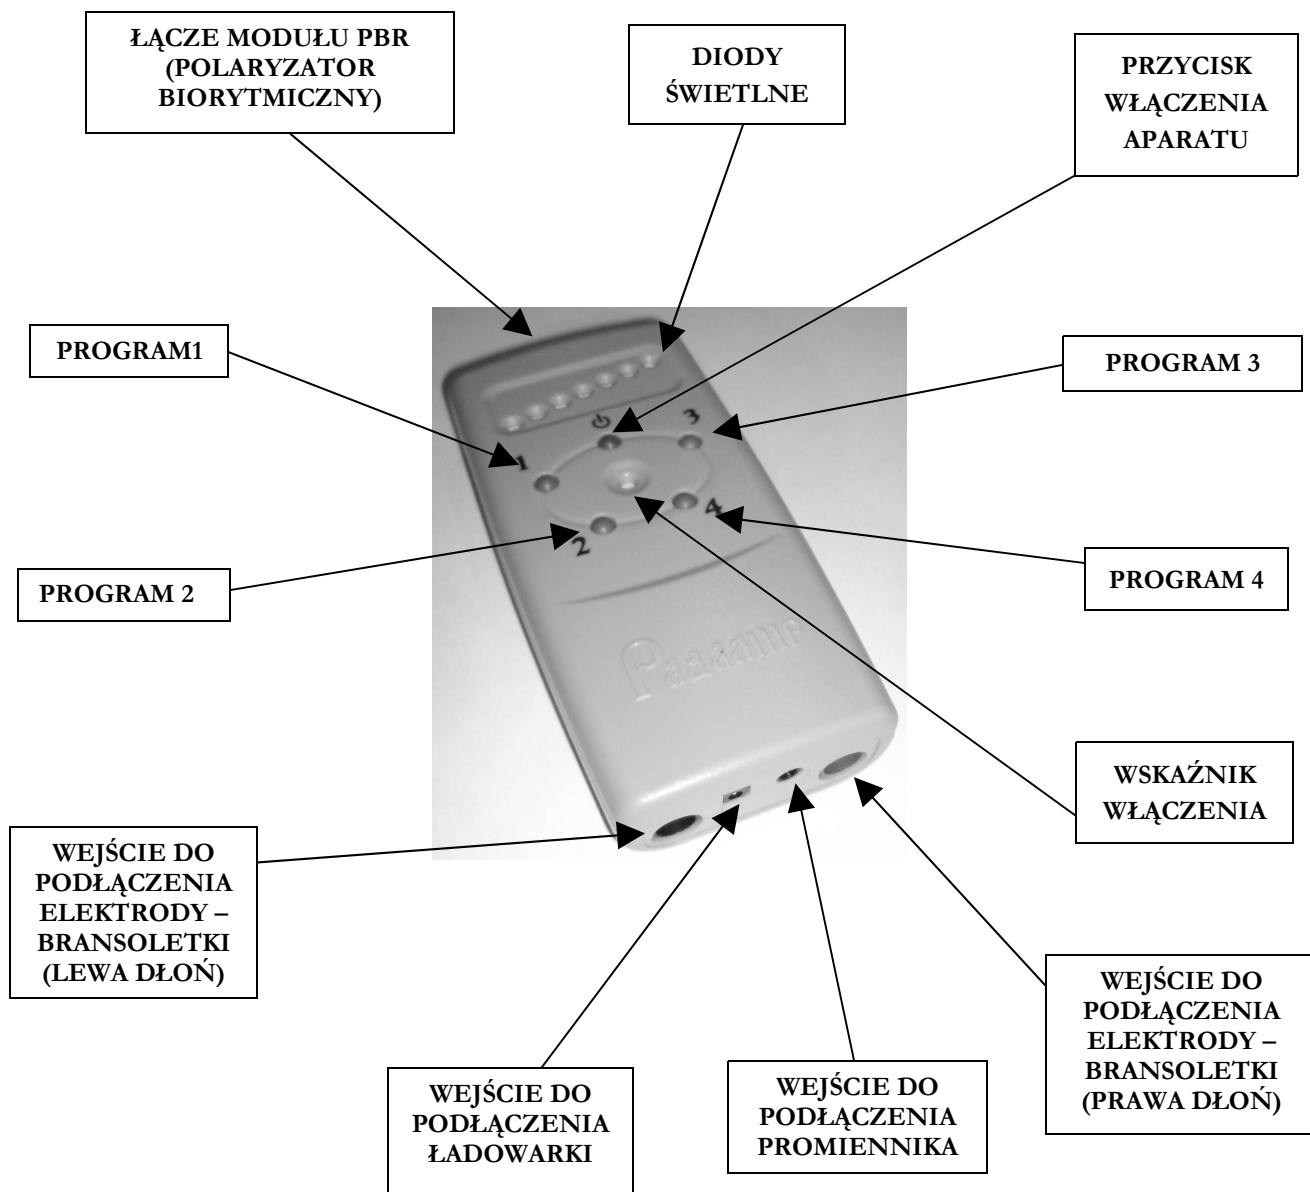 ŁĄCZE MODUŁU PBR
(POLARYZATOR
BIORYTMICZNY)
DIODY
ŚWIETLNE
PRZYCISK
WŁĄCZENIA
APARATU
PROGRAM1
PROGRAM 3
1
3
2
4
PROGRAM 2
PROGRAM 4
WSKAŹNIK
WŁĄCZENIA
WEJŚCIE DO
PODŁĄCZENIA
ELEKTRODY –
BRANSOLETKI
(LEWA DŁOŃ)
WEJŚCIE DO
PODŁĄCZENIA
ELEKTRODY –
BRANSOLETKI
(PRAWA DŁOŃ)
WEJŚCIE DO
PODŁĄCZENIA
ŁADOWARKI
WEJŚCIE DO
PODŁĄCZENIA
PROMIENNIKA